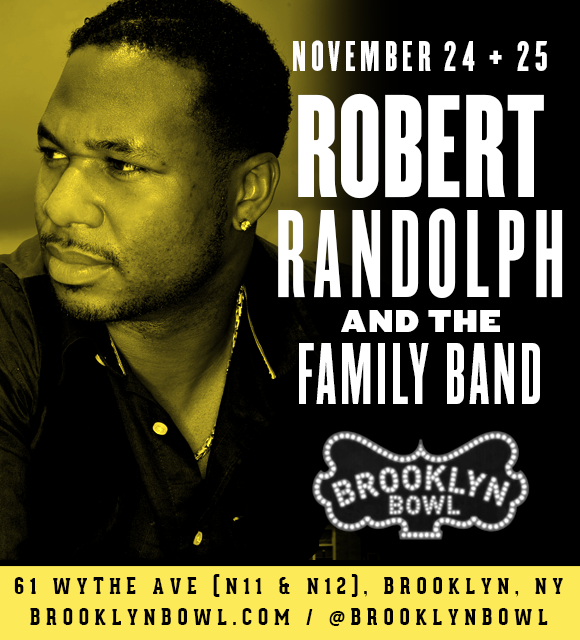 NOVEMBER 24 + 25
ROBERT
RANDOLPH
AND THE
FAMILY BAND
BROOKLYN
BOWL
61 WYTHE AVE (N11 & N12), BROOKLYN, NY
BROOKLYNBOWL.COM / @BROOKLYNBOWL